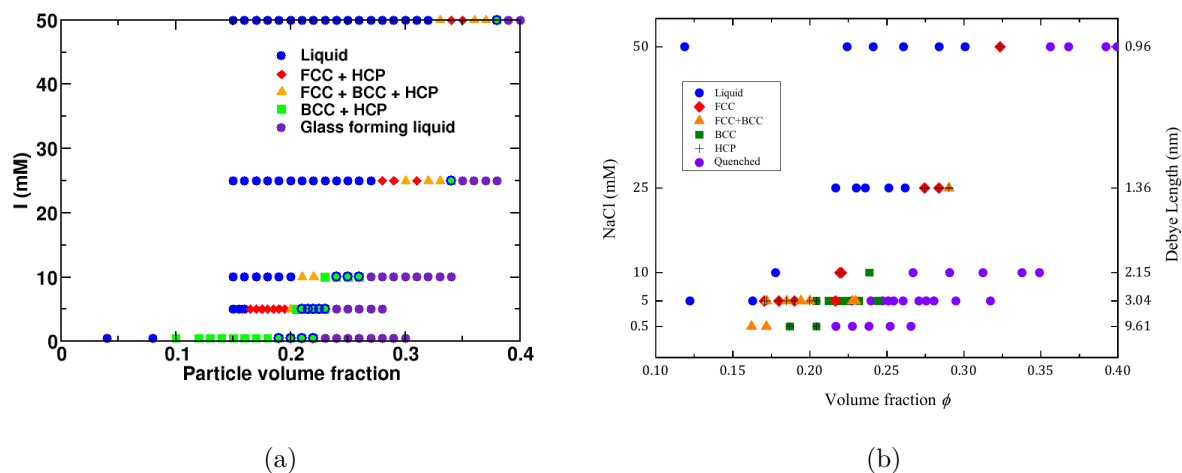 50
40
30
20
10
0
I (mM)
0
0.1
0.2
0.3
0.4
Particle volume fraction
Liquid
FCC + HCP
FCC + BCC + HCP
BCC + HCP
Glass forming liquid
(a)
50
25
10
5
0.5
NaCl (mM)
0.10
0.15
0.20
0.25
0.30
0.35
0.40
Volume fraction ϕ
Liquid
FCC
FCC+BCC
BCC
HCP
Quenched
0.96
1.36
2.15
3.04
9.61
Debye Length (nm)
(b)